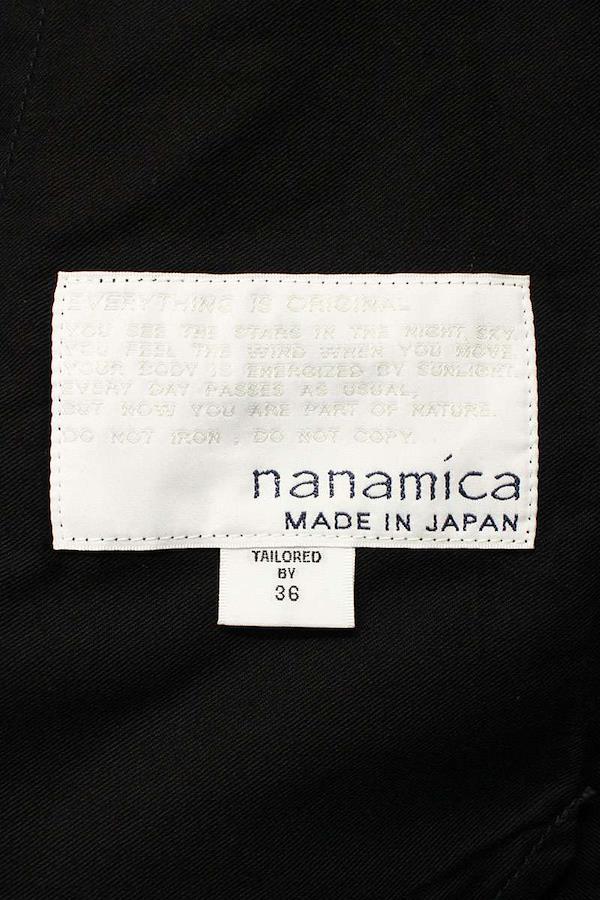 EVERYTHING IS ORIGINAL
YOU SEE THE STARS IN THE NIGHT SKY.
YOU FEEL THE WIND WHEN YOU MOVE.
YOUR BODY IS ENERGIZED BY SUNLIGHT.
EVERY DAY PASSES AS USUAL,
BUT NOW YOU ARE PART OF NATURE.
DO NOT IRON , DO NOT COPY.
nanamica
MADE IN JAPAN
TAILORED
BY
36